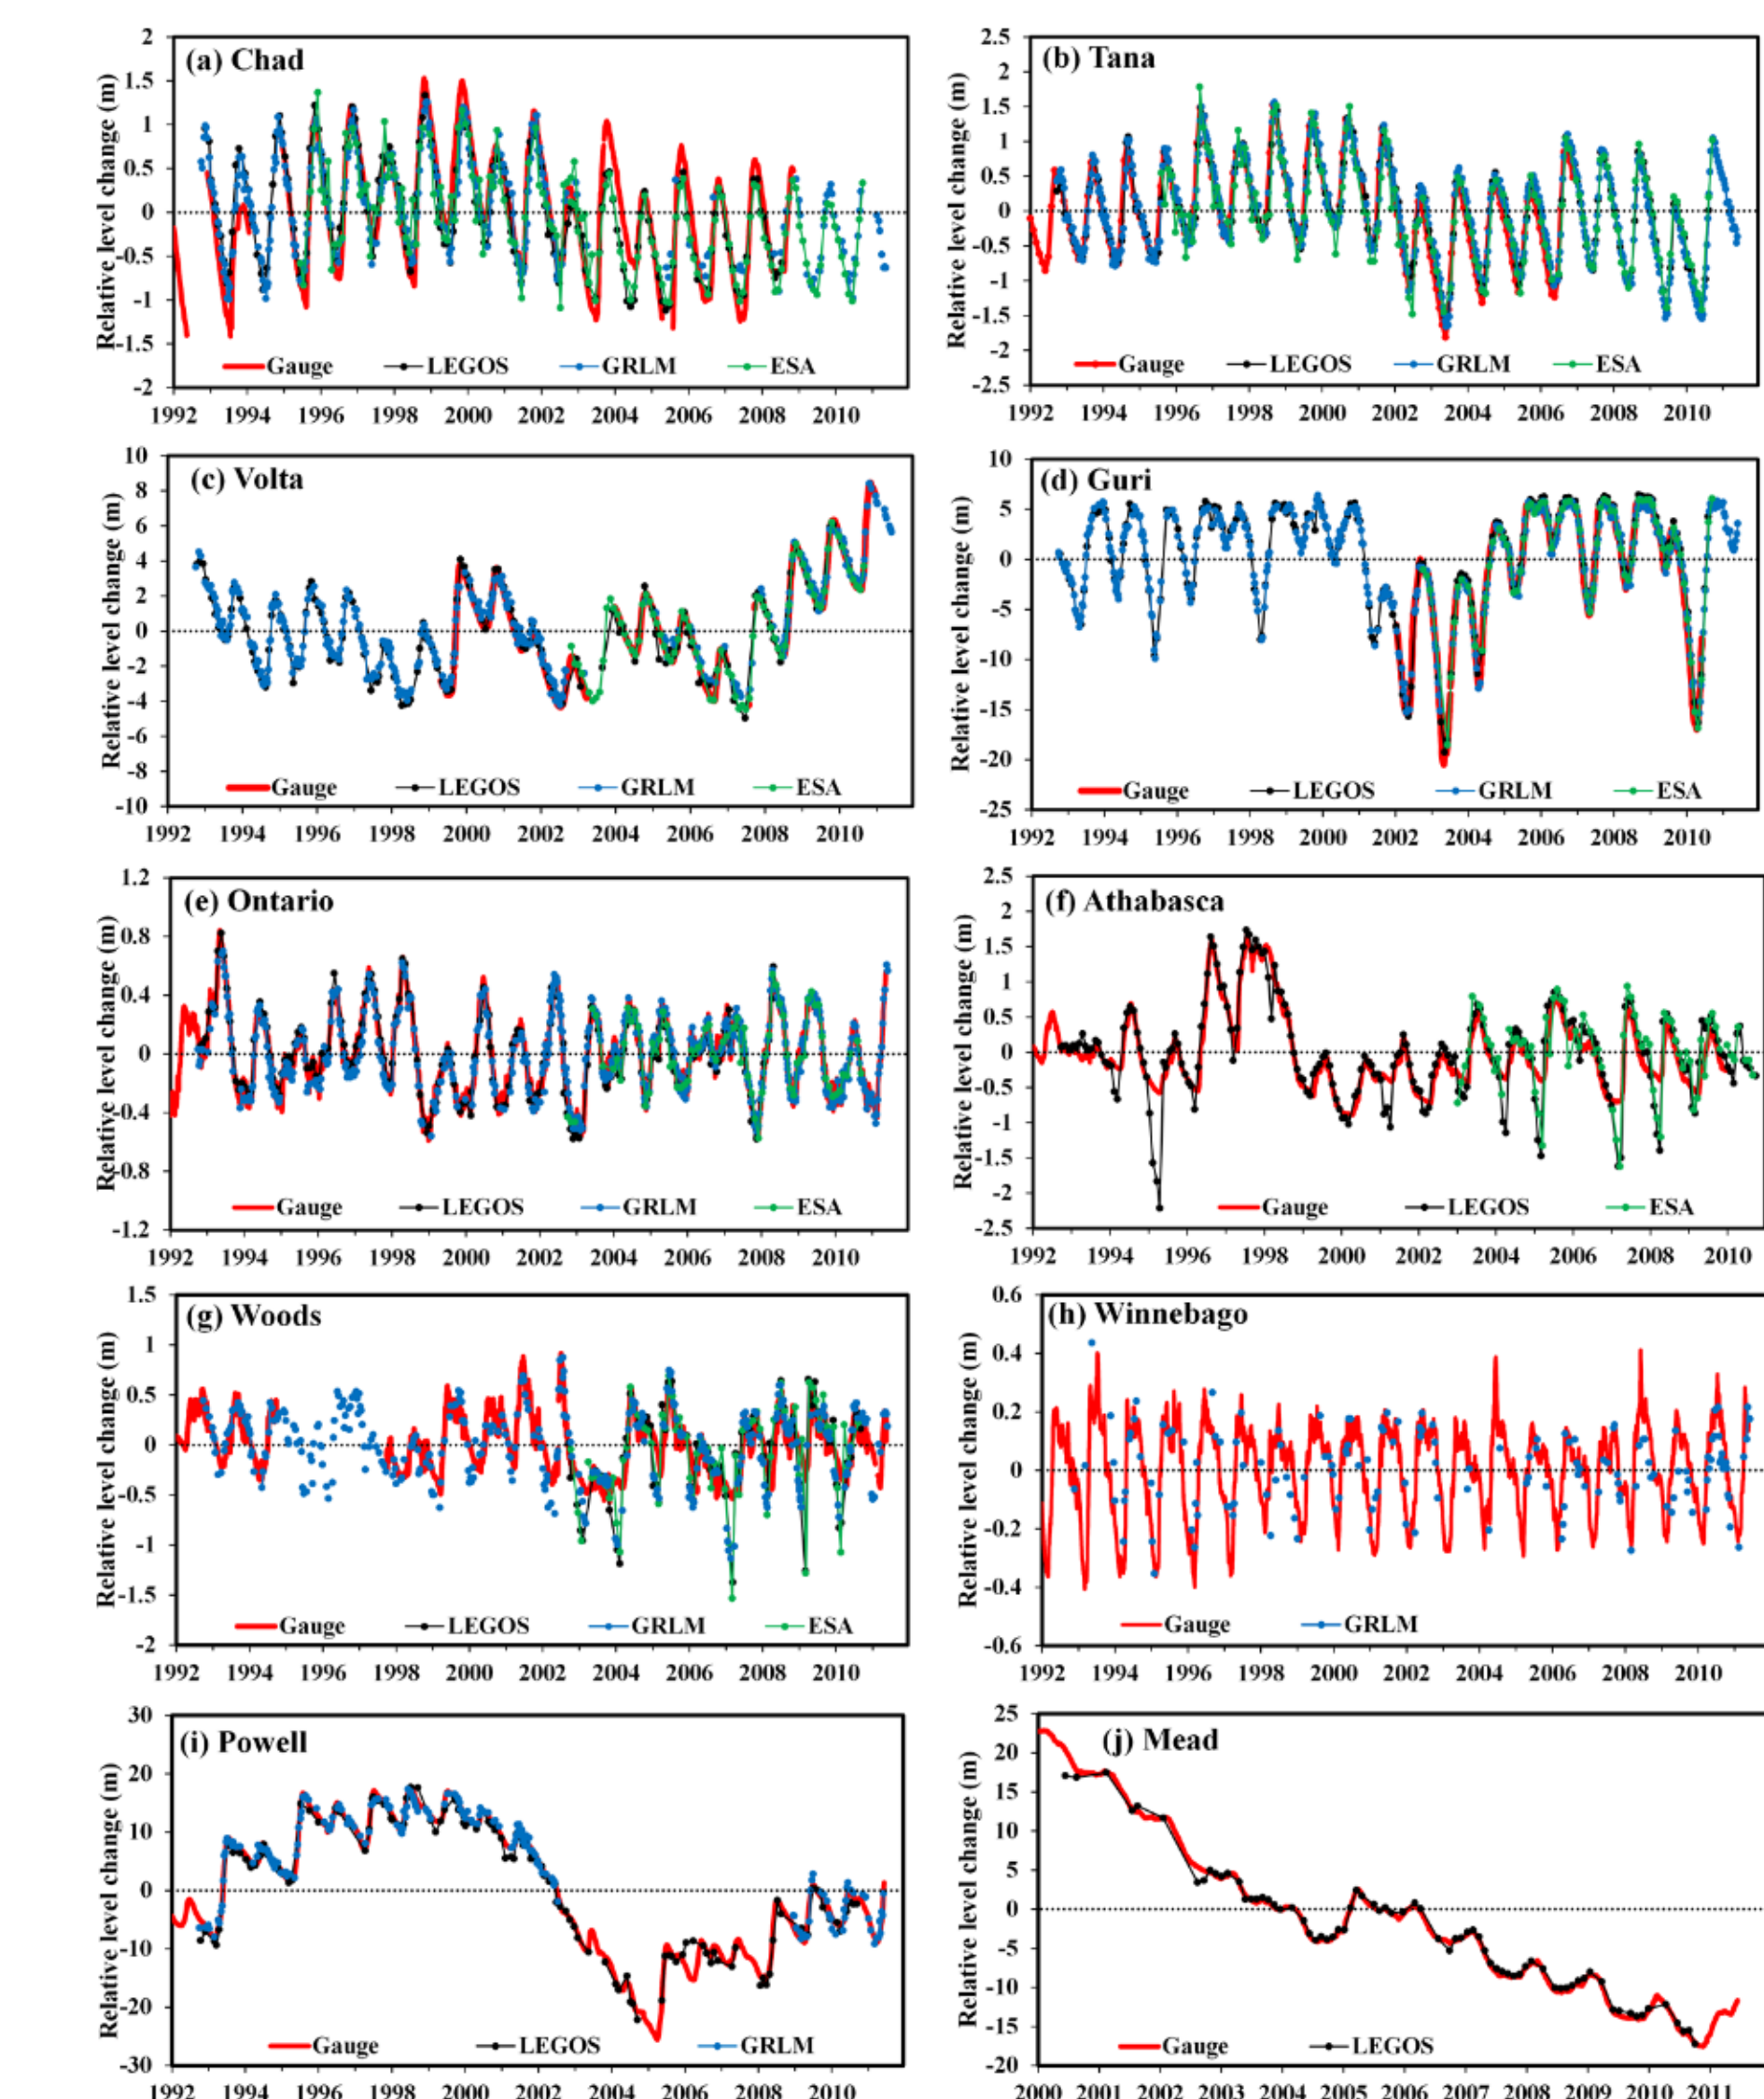 (a) Chad
Relative level change (m)
2
1.5
1
0.5
0
-0.5
-1
-1.5
-2
Gauge LEGOS GRLM ESA
1992 1994 1996 1998 2000 2002 2004 2006 2008 2010
(b) Tana
Relative level change (m)
2.5
2
1.5
1
0.5
0
-0.5
-1
-1.5
-2
-2.5
Gauge LEGOS GRLM ESA
1992 1994 1996 1998 2000 2002 2004 2006 2008 2010
(c) Volta
Relative level change (m)
10
8
6
4
2
0
-2
-4
-6
-8
-10
Gauge LEGOS GRLM ESA
1992 1994 1996 1998 2000 2002 2004 2006 2008 2010
(d) Guri
Relative level change (m)
10
5
0
-5
-10
-15
-20
-25
Gauge LEGOS GRLM ESA
1992 1994 1996 1998 2000 2002 2004 2006 2008 2010
(e) Ontario
Relative level change (m)
1.2
0.8
0.4
0
-0.4
-0.8
-1.2
Gauge LEGOS GRLM ESA
1992 1994 1996 1998 2000 2002 2004 2006 2008 2010
(f) Athabasca
Relative level change (m)
2.5
2
1.5
1
0.5
0
-0.5
-1
-1.5
-2
-2.5
Gauge LEGOS ESA
1992 1994 1996 1998 2000 2002 2004 2006 2008 2010
(g) Woods
Relative level change (m)
1.5
1
0.5
0
-0.5
-1
-1.5
-2
Gauge LEGOS GRLM ESA
1992 1994 1996 1998 2000 2002 2004 2006 2008 2010
(h) Winnebago
Relative level change (m)
0.6
0.4
0.2
0
-0.2
-0.4
-0.6
Gauge GRLM
1992 1994 1996 1998 2000 2002 2004 2006 2008 2010
(i) Powell
Relative level change (m)
30
20
10
0
-10
-20
-30
Gauge LEGOS GRLM
1992 1994 1996 1998 2000 2002 2004 2006 2008 2010
(j) Mead
Relative level change (m)
25
20
15
10
5
0
-5
-10
-15
-20
Gauge LEGOS
2000 2001 2002 2003 2004 2005 2006 2007 2008 2009 2010 2011